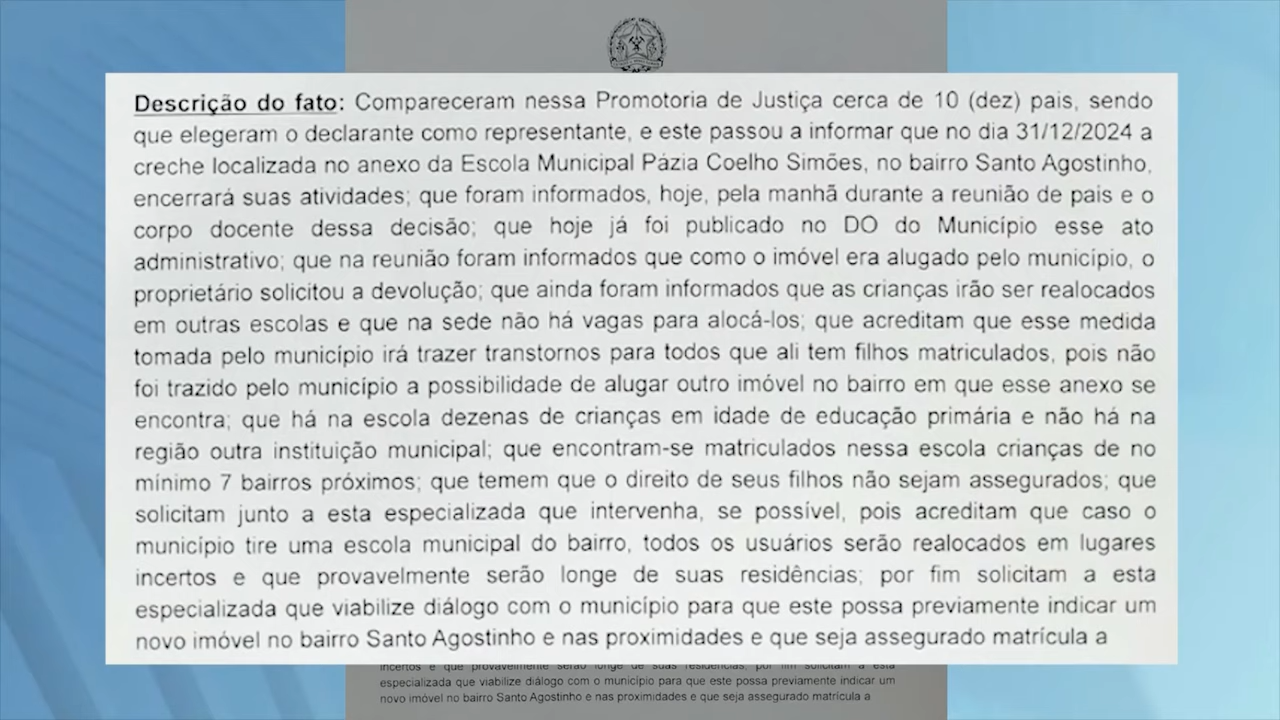 Descrição do fato: Compareceram nessa Promotoria de Justiça cerca de 10 (dez) pais, sendo
que elegeram o declarante como representante, e este passou a informar que no dia 31/12/2024 a
creche localizada no anexo da Escola Municipal Pázia Coelho Simões, no bairro Santo Agostinho,
encerrará suas atividades; que foram informados, hoje, pela manhã durante a reunião de pais e o
corpo docente dessa decisão; que hoje já foi publicado no DO do Município esse ato
administrativo; que na reunião foram informados que como o imóvel era alugado pelo município, o
proprietário solicitou a devolução; que ainda foram informados que as crianças irão ser realocados
em outras escolas e que na sede não há vagas para alocá-los; que acreditam que esse medida
tomada pelo município irá trazer transtornos para todos que ali tem filhos matriculados, pois não
foi trazido pelo município a possibilidade de alugar outro imóvel no bairro em que esse anexo se
encontra; que há na escola dezenas de crianças em idade de educação primária e não há na
região outra instituição municipal; que encontram-se matriculados nessa escola crianças de no
mínimo 7 bairros próximos; que temem que o direito de seus filhos não sejam assegurados; que
solicitam junto a esta especializada que intervenha, se possível, pois acreditam que caso o
município tire uma escola municipal do bairro, todos os usuários serão realocados em lugares
incertos e que provavelmente serão longe de suas residências; por fim solicitam a esta
especializada que viabilize diálogo com o município para que este possa previamente indicar um
novo imóvel no bairro Santo Agostinho e nas proximidades e que seja assegurado matrícula a
incertos e que provavelmente serão longe de suas residências; por fim solicitam a esta
especializada que viabilize diálogo com o município para que este possa previamente indicar um
novo imóvel no bairro Santo Agostinho e nas proximidades e que seja assegurado matrícula a